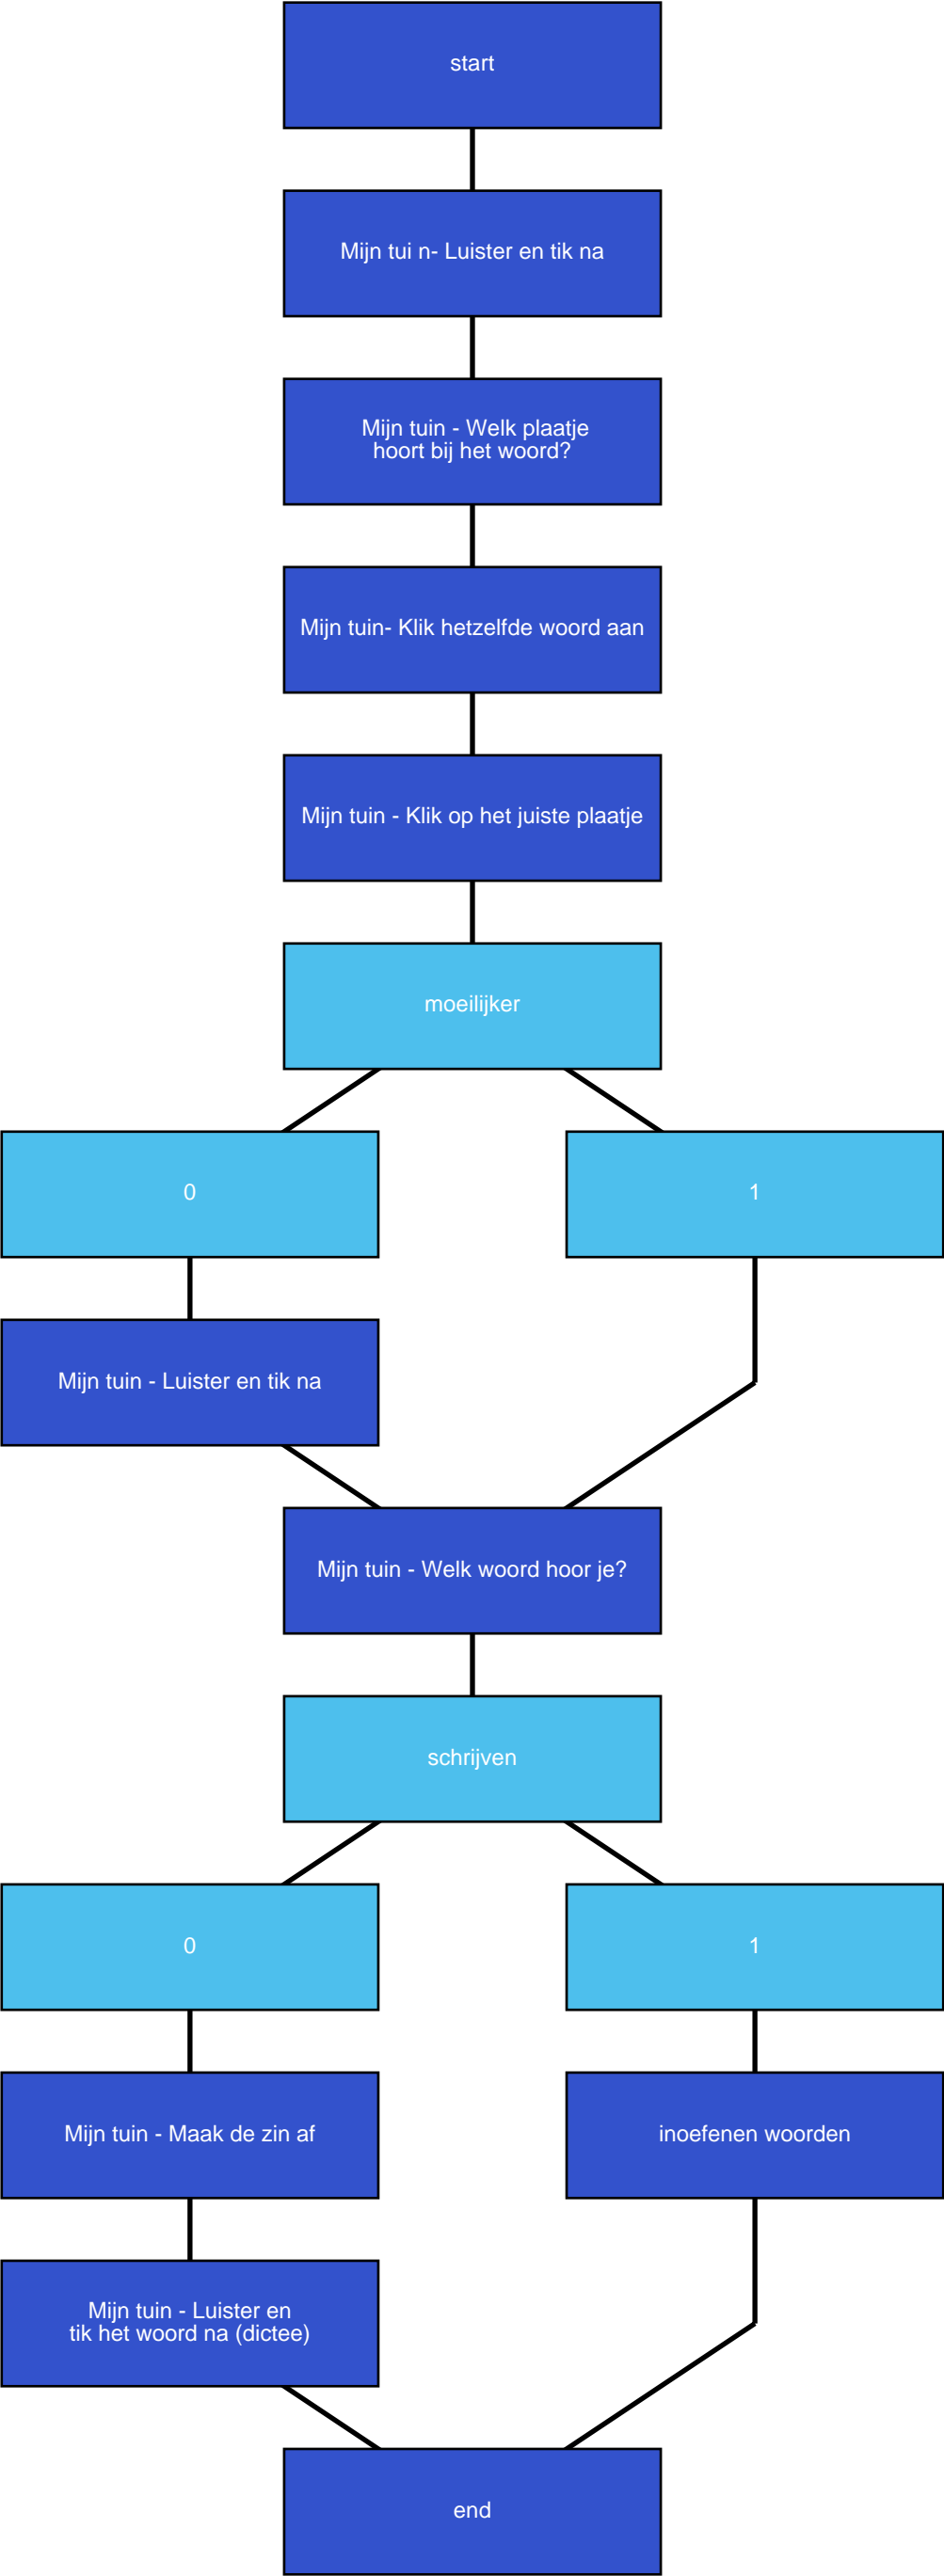 start
Mijn tui n- Luister en tik na
Mijn tuin - Welk plaatje
hoort bij het woord?
Mijn tuin- Klik hetzelfde woord aan
Mijn tuin - Klik op het juiste plaatje
moeilijker
0
1
Mijn tuin - Luister en tik na
Mijn tuin - Welk woord hoor je?
schrijven
0
1
Mijn tuin - Maak de zin af
inoefenen woorden
Mijn tuin - Luister en
tik het woord na (dictee)
end